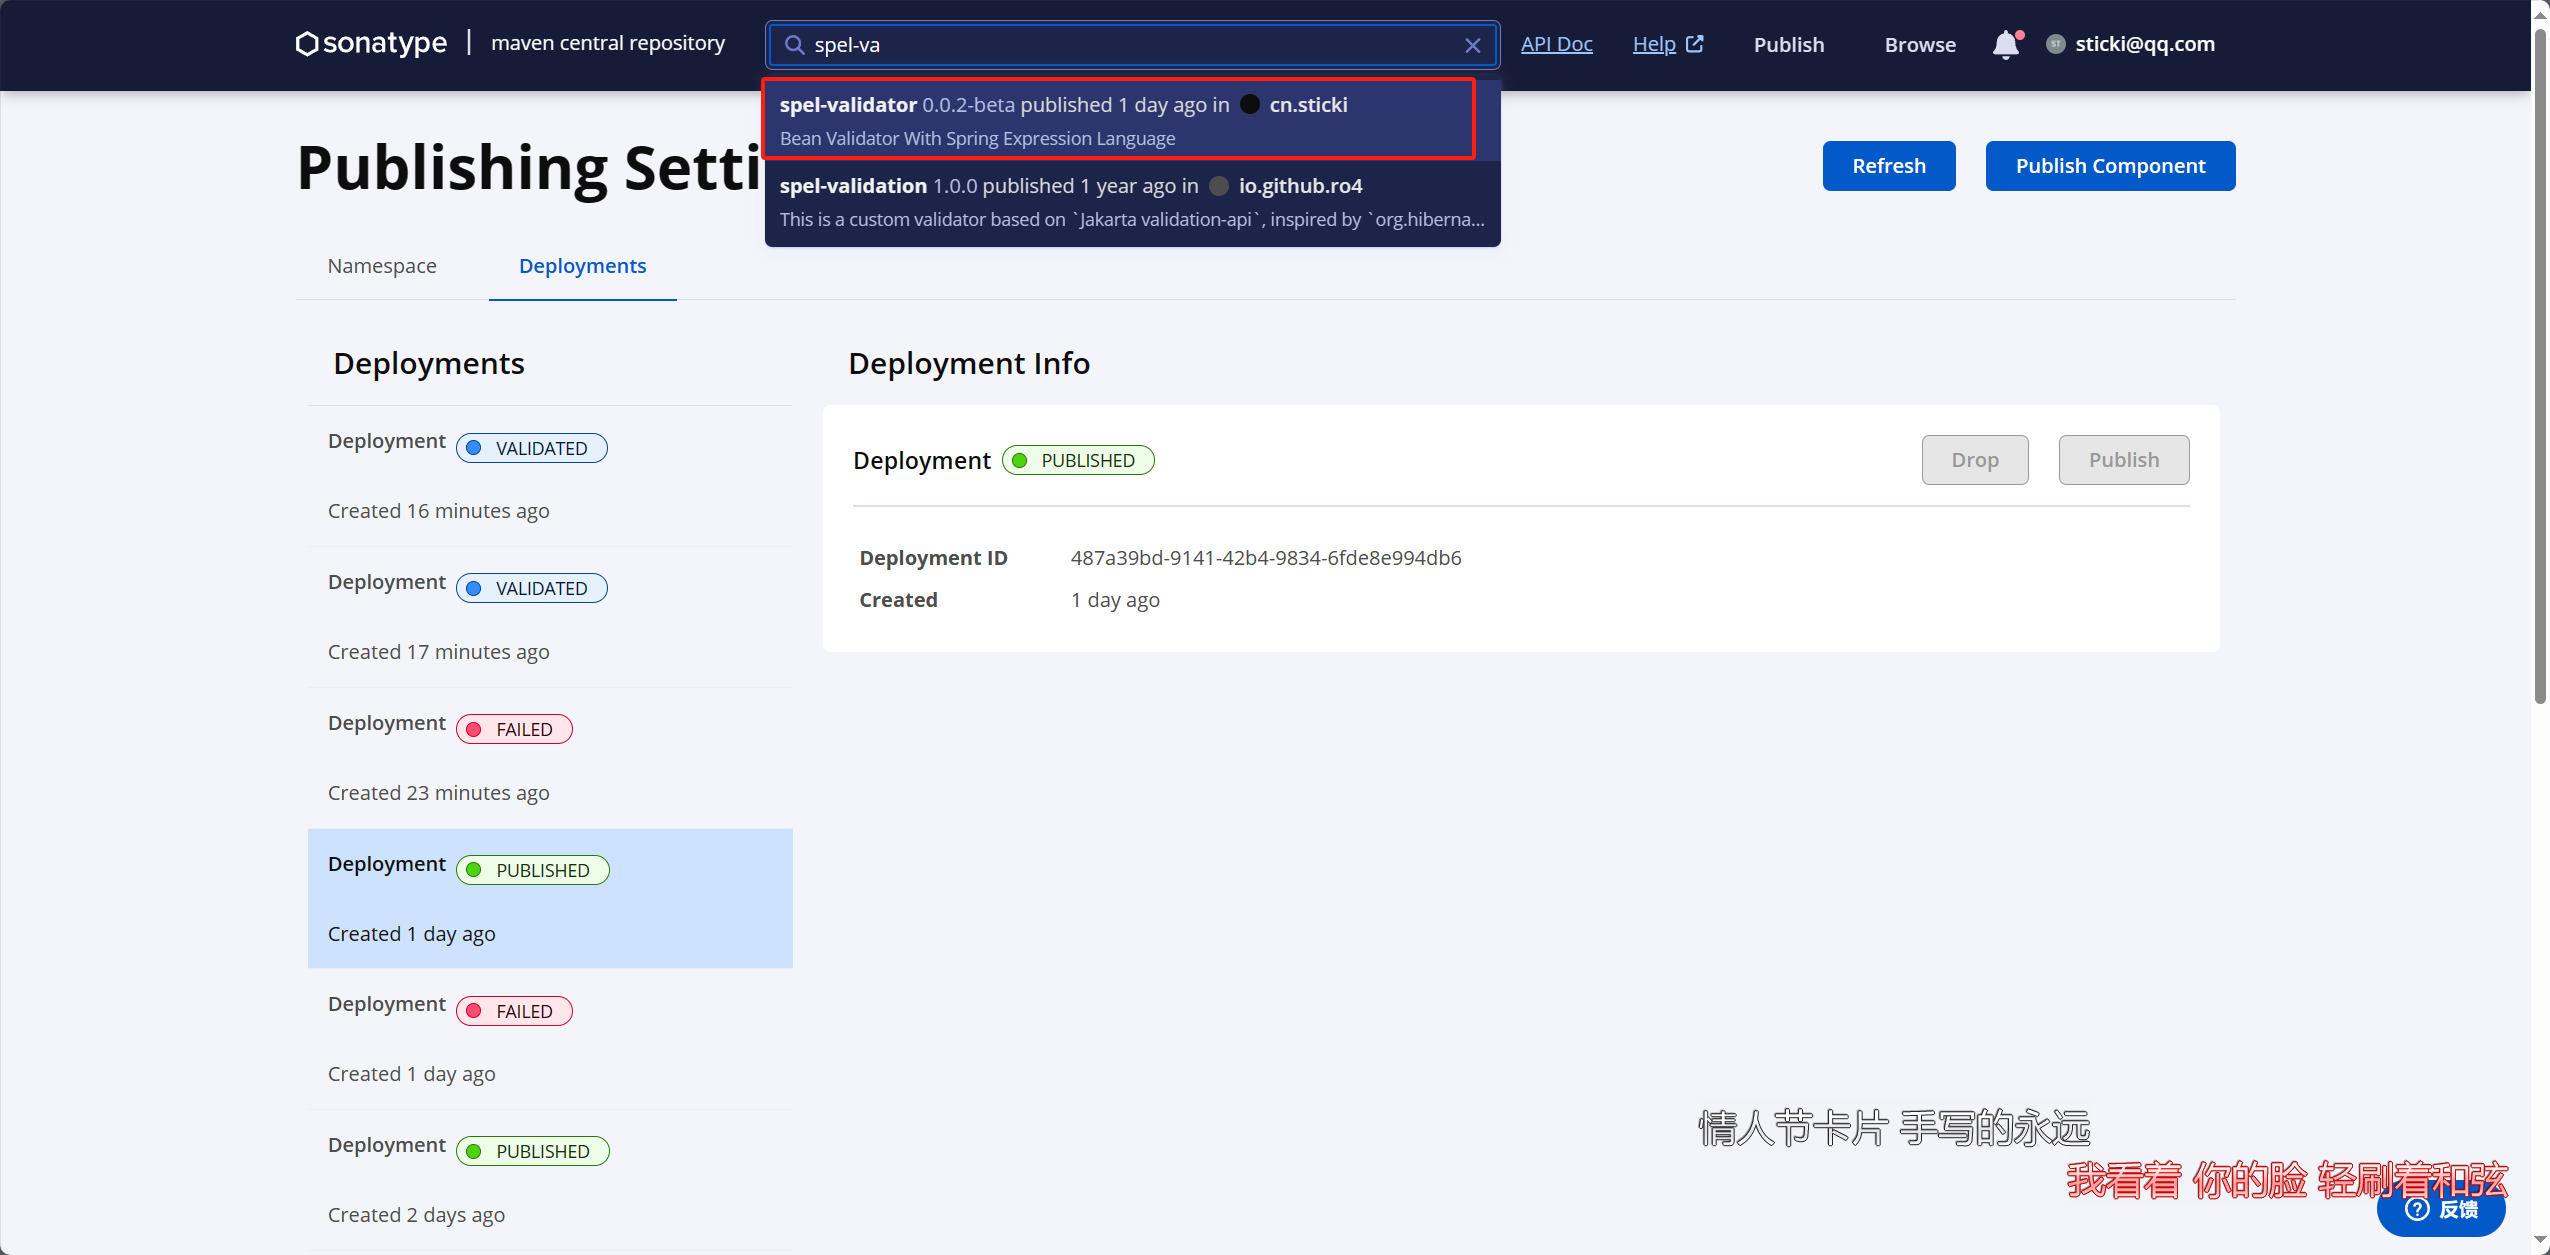 sonatype | maven central repository
spel-va
API Doc
Help
Publish
Browse
ST
sticki@qq.com
spel-validator 0.0.2-beta published 1 day ago in cn.sticki
Bean Validator With Spring Expression Language
spel-validation 1.0.0 published 1 year ago in io.github.ro4
This is a custom validator based on `Jakarta validation-api`, inspired by `org.hiberna...
Publishing Setti
Refresh
Publish Component
Namespace
Deployments
Deployments
Deployment VALIDATED
Created 16 minutes ago
Deployment VALIDATED
Created 17 minutes ago
Deployment FAILED
Created 23 minutes ago
Deployment PUBLISHED
Created 1 day ago
Deployment FAILED
Created 1 day ago
Deployment PUBLISHED
Created 2 days ago
Deployment Info
Deployment PUBLISHED
Drop
Publish
Deployment ID 487a39bd-9141-42b4-9834-6fde8e994db6
Created 1 day ago
情人节卡片 手写的永远
我看着 你的脸 轻刷着和弦
反馈